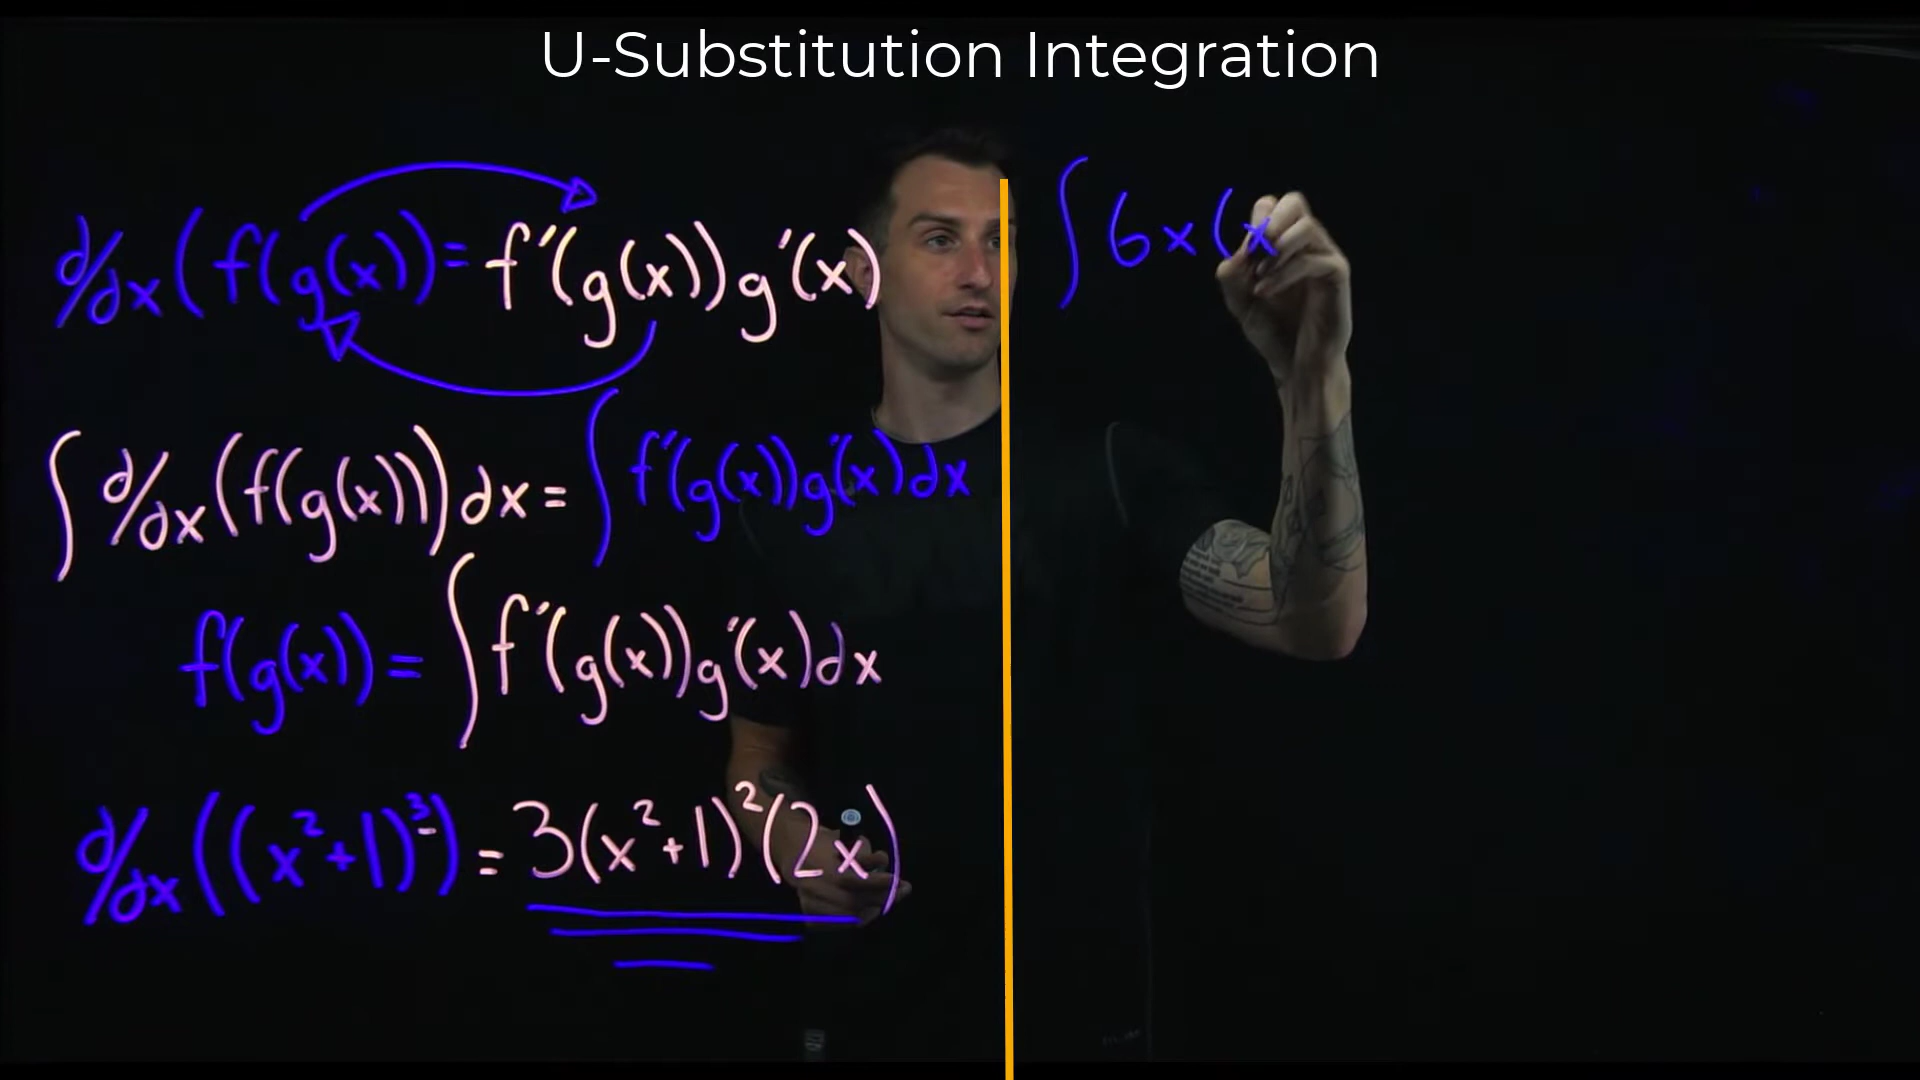 U-Substitution Integration
d/dx (f(g(x)) = f'(g(x)) g'(x)
∫ d/dx (f(g(x))) dx = ∫ f'(g(x)) g'(x) dx
f(g(x)) = ∫ f'(g(x)) g'(x) dx
d/dx ((x²+1)³) = 3(x²+1)²(2x)
∫ 6x (x